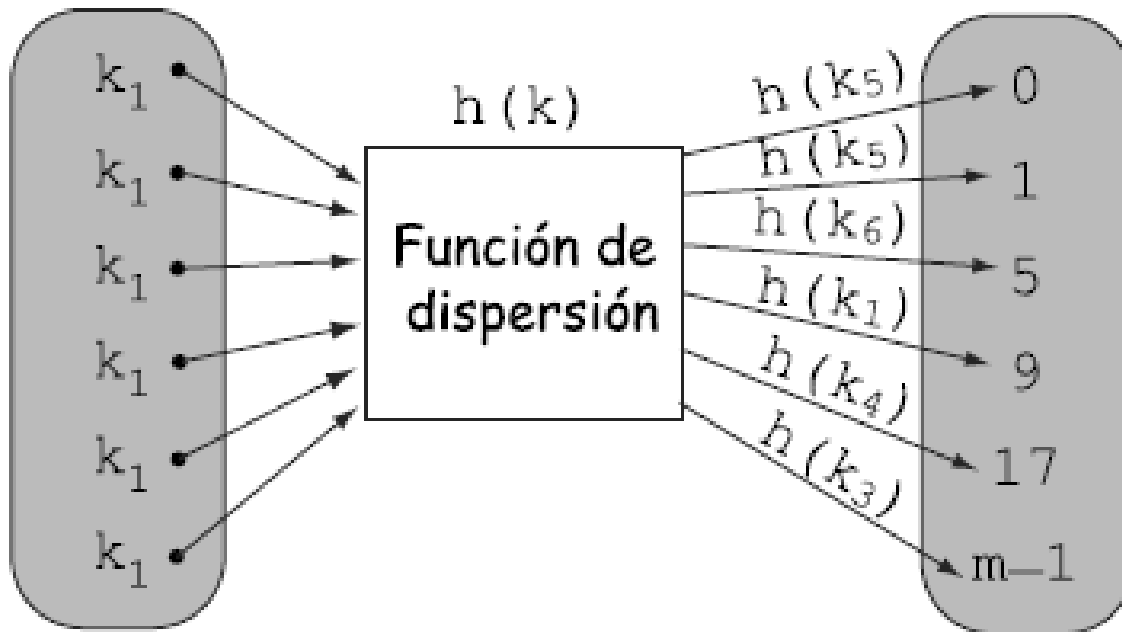 k₁
k₁
k₁
k₁
k₁
k₁
h(k)
Función de
dispersión
h(k₅)
h(k₅)
h(k₆)
h(k₁)
h(k₄)
h(k₃)
0
1
5
9
17
m–1